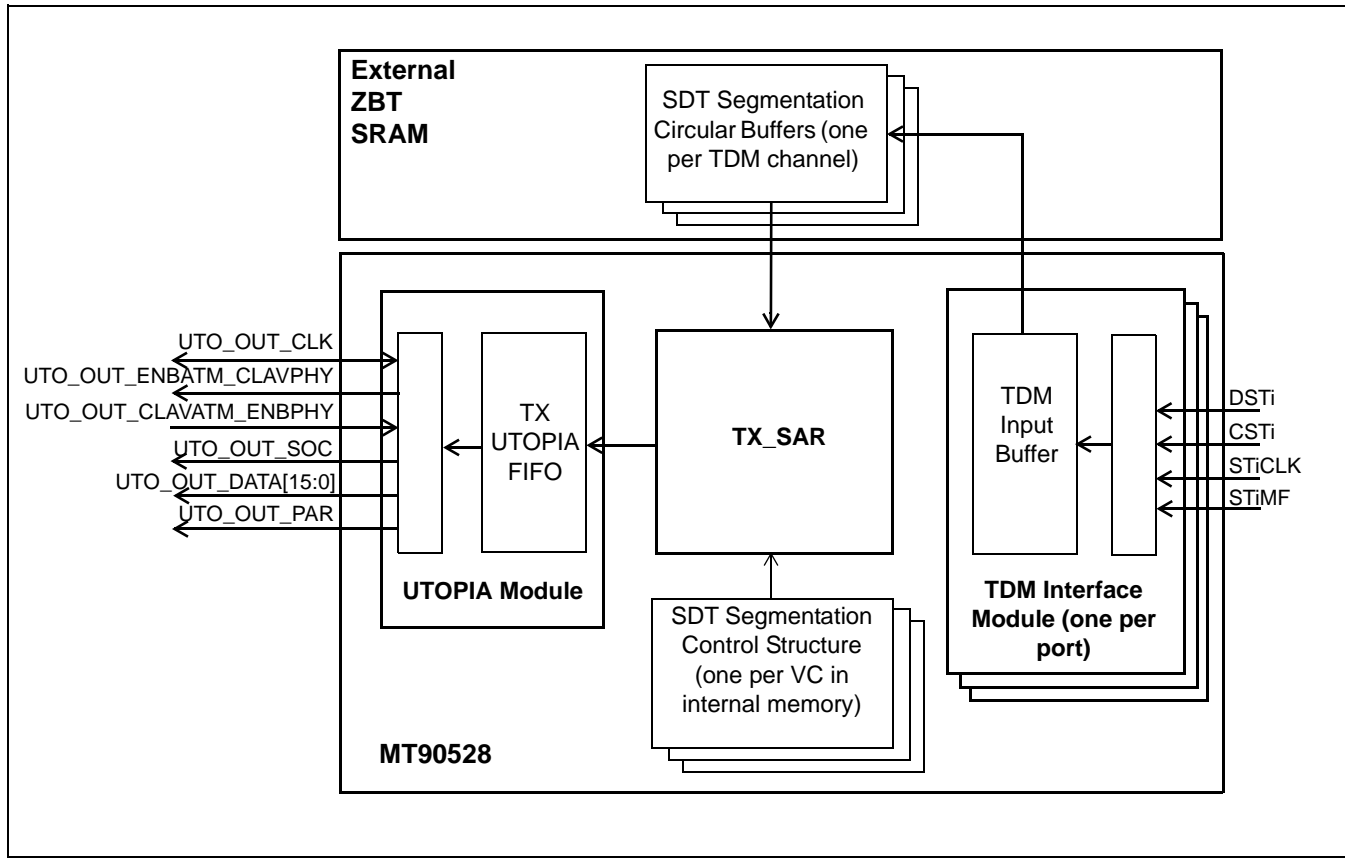 External
ZBT
SRAM
SDT Segmentation
Circular Buffers (one
per TDM channel)
UTO_OUT_CLK
UTO_OUT_ENBATM_CLAVPHY
UTO_OUT_CLAVATM_ENBPHY
UTO_OUT_SOC
UTO_OUT_DATA[15:0]
UTO_OUT_PAR
TX
UTOPIA
FIFO
UTOPIA Module
TX_SAR
TDM
Input
Buffer
DSTi
CSTi
STiCLK
STiMF
TDM Interface
Module (one per
port)
SDT Segmentation
Control Structure
(one per VC in
internal memory)
MT90528